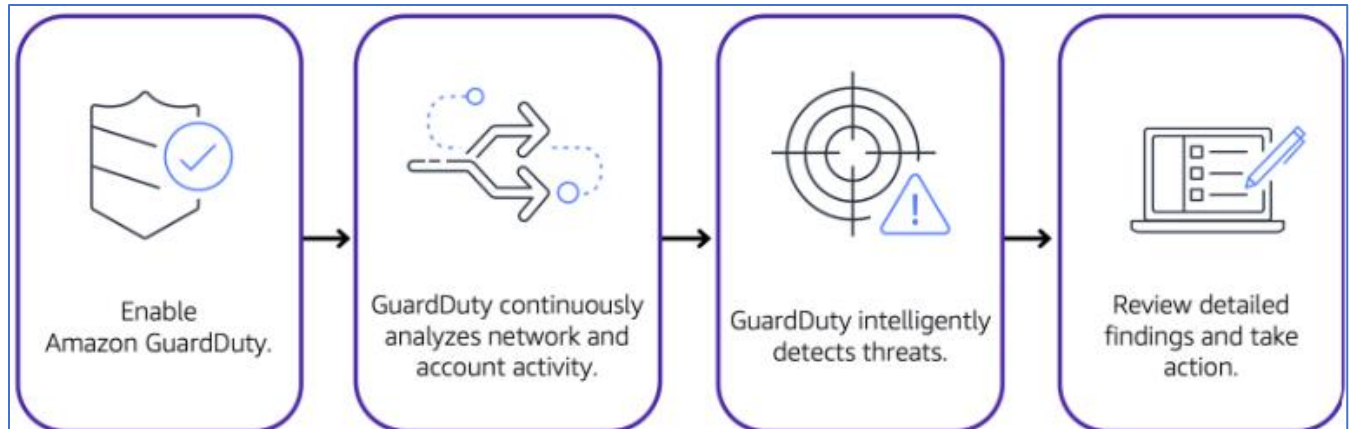 Enable
Amazon GuardDuty.
GuardDuty continuously
analyzes network and
account activity.
GuardDuty intelligently
detects threats.
Review detailed
findings and take
action.